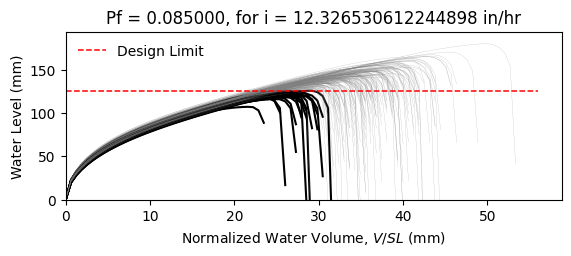 Pf = 0.085000, for i = 12.326530612244898 in/hr
Design Limit
Water Level (mm)
150
100
50
0
0 10 20 30 40 50
Normalized Water Volume, V/SL (mm)